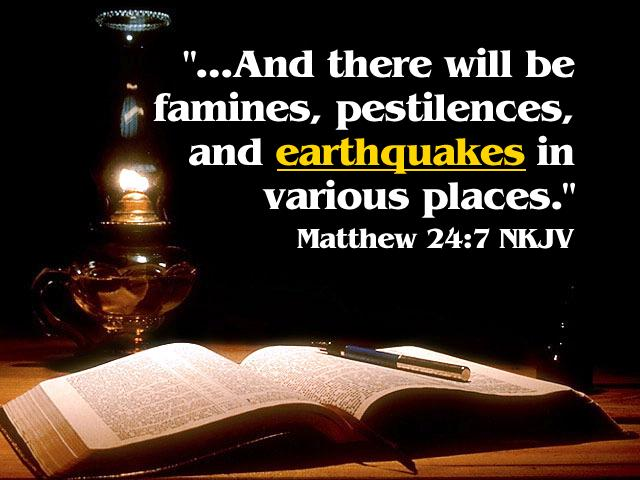 "...And there will be
famines, pestilences,
and earthquakes in
various places."
Matthew 24:7 NKJV